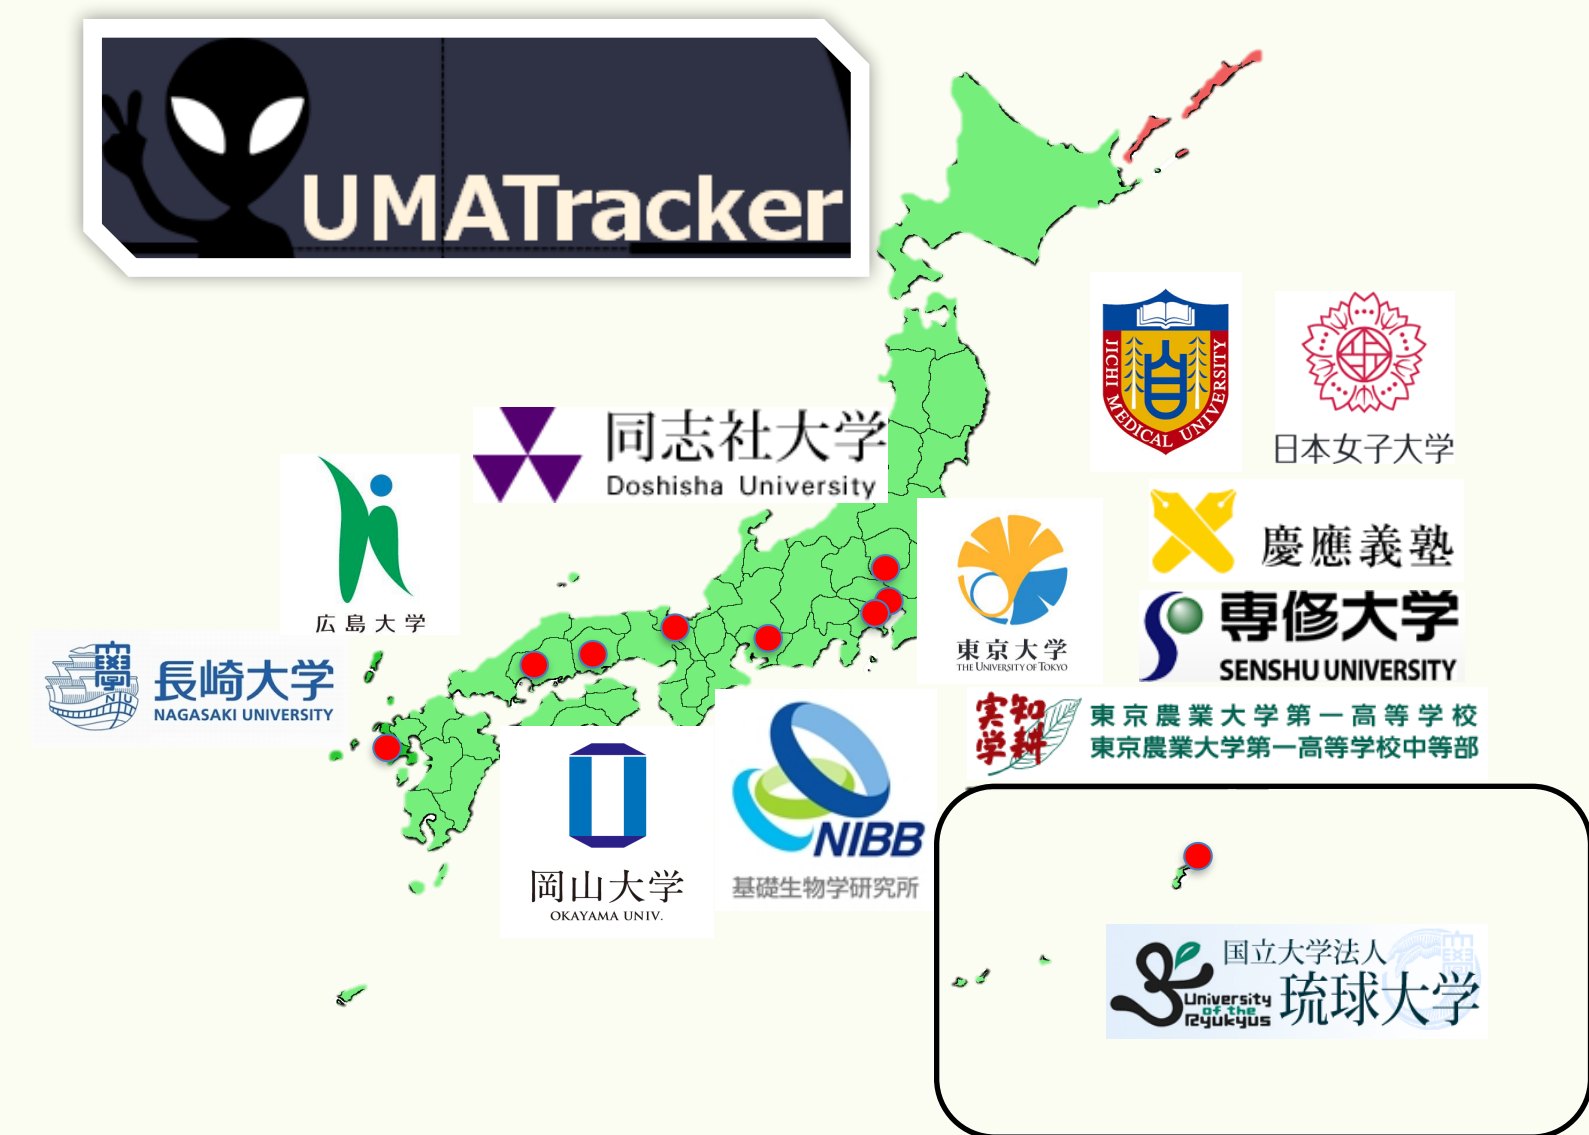 UMATracker
JICHI MEDICAL UNIVERSITY
日本女子大学
同志社大学
Doshisha University
広島大学
慶應義塾
東京大学
THE UNIVERSITY OF TOKYO
専修大学
SENSHU UNIVERSITY
長崎大学
NAGASAKI UNIVERSITY
NJU
実学
知耕
東京農業大学第一高等学校
東京農業大学第一高等学校中等部
岡山大学
OKAYAMA UNIV.
NIBB
基礎生物学研究所
国立大学法人
琉球大学
University
of the
Ryukyus